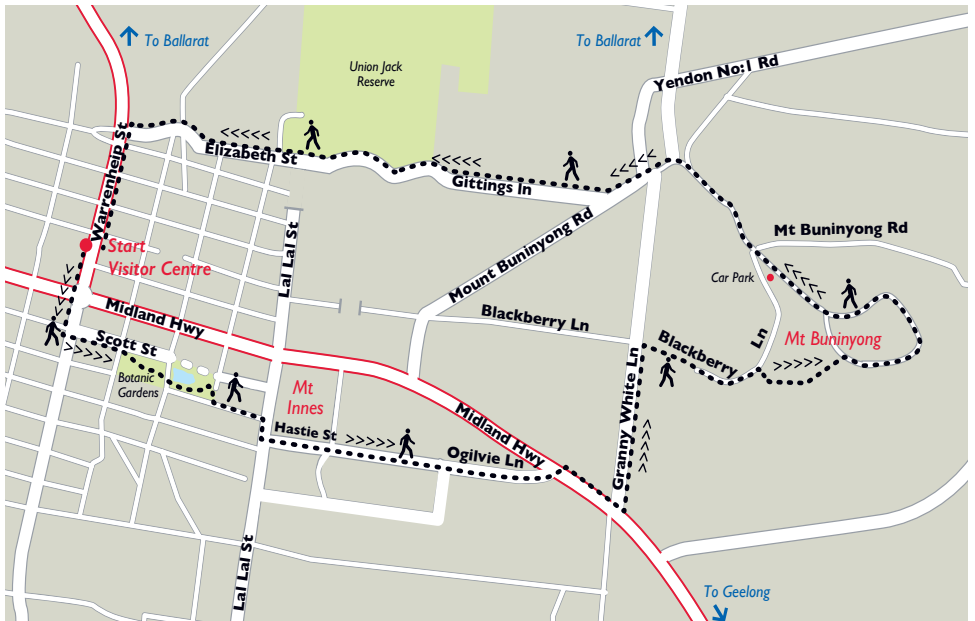 To Ballarat
To Ballarat
Union Jack
Reserve
Yendon No:1 Rd
<<<<<
Elizabeth St
<<<<<
<<<<<
Gittings ln
Warrenheip St
Start
Visitor Centre
Lal Lal St
Mount Buninyong Rd
Mt Buninyong Rd
Car Park
<<<<<
<<<<<
Midland Hwy
Blackberry Ln
Scott St
>>>>>
Blackberry
Ln
Mt Buninyong
>>>>>
Botanic
Gardens
Mt
Innes
Granny White Ln
>>>>>
Midland Hwy
Hastie St
>>>>>
Ogilvie Ln
Lal Lal St
To Geelong